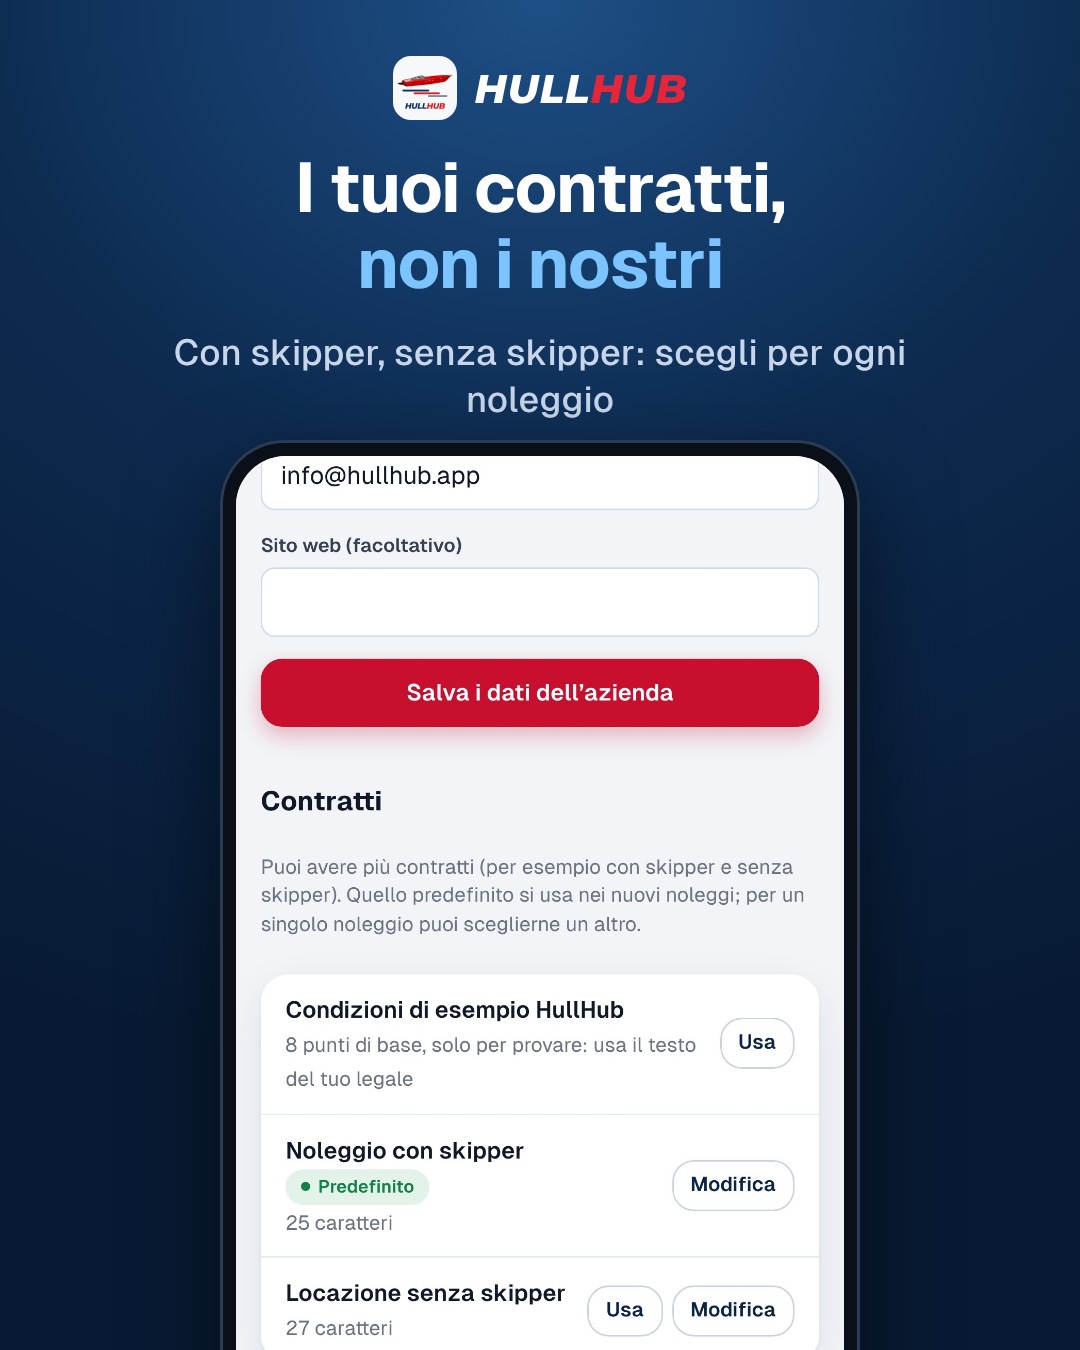 HULLHUB
HULLHUB
I tuoi contratti,
non i nostri
Con skipper, senza skipper: scegli per ogni
noleggio
info@hullhub.app
Sito web (facoltativo)
Salva i dati dell’azienda
Contratti
Puoi avere più contratti (per esempio con skipper e senza
skipper). Quello predefinito si usa nei nuovi noleggi; per un
singolo noleggio puoi sceglierne un altro.
Condizioni di esempio HullHub
8 punti di base, solo per provare: usa il testo
del tuo legale
Usa
Noleggio con skipper
Predefinito
25 caratteri
Modifica
Locazione senza skipper
27 caratteri
Usa
Modifica